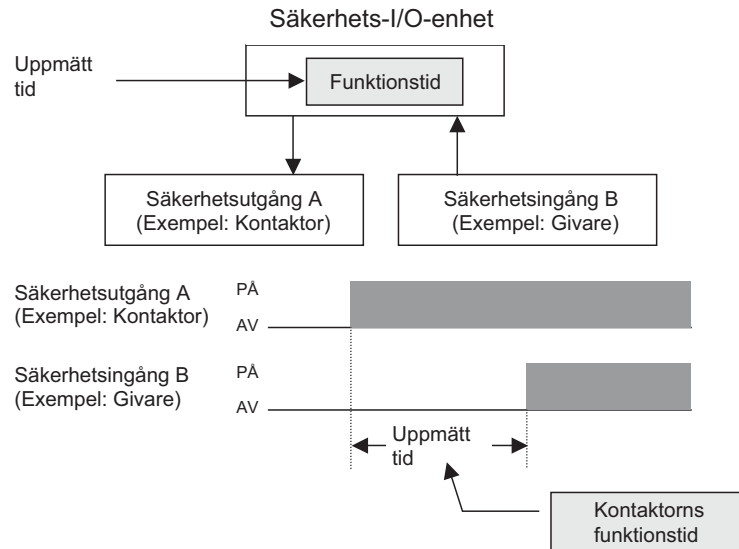 Säkerhets-I/O-enhet
Uppmätt
tid
Funktionstid
Säkerhetsutgång A
(Exempel: Kontaktor)
Säkerhetsingång B
(Exempel: Givare)
Säkerhetsutgång A
(Exempel: Kontaktor)
PÅ
AV
Säkerhetsingång B
(Exempel: Givare)
PÅ
AV
Uppmätt
tid
Kontaktorns
funktionstid